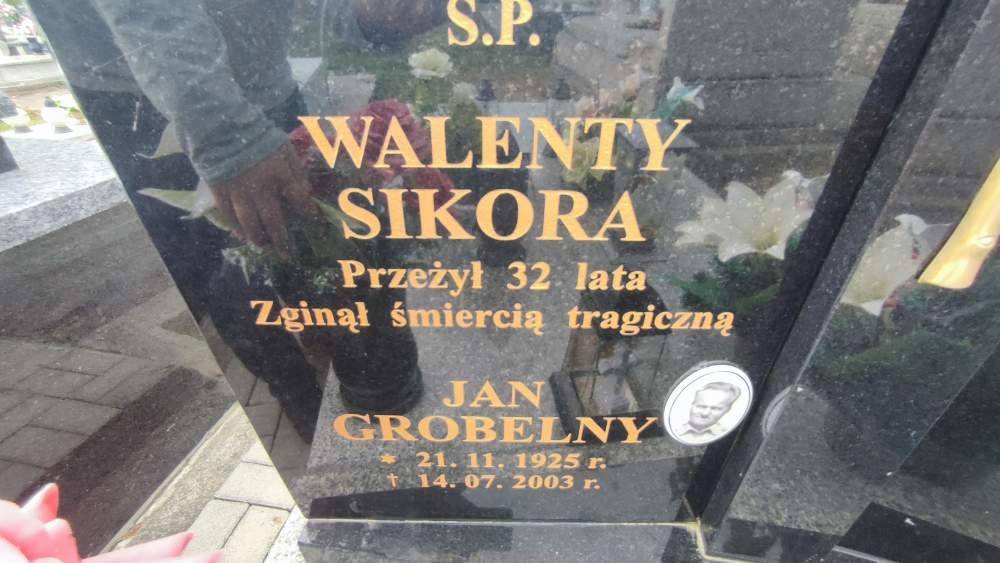 Ś.P.
WALENTY
SIKORA
Przeżył 32 lata
Zginął śmiercią tragiczną
JAN
GROBELNY
* 21. 11. 1925 r.
† 14. 07. 2003 r.